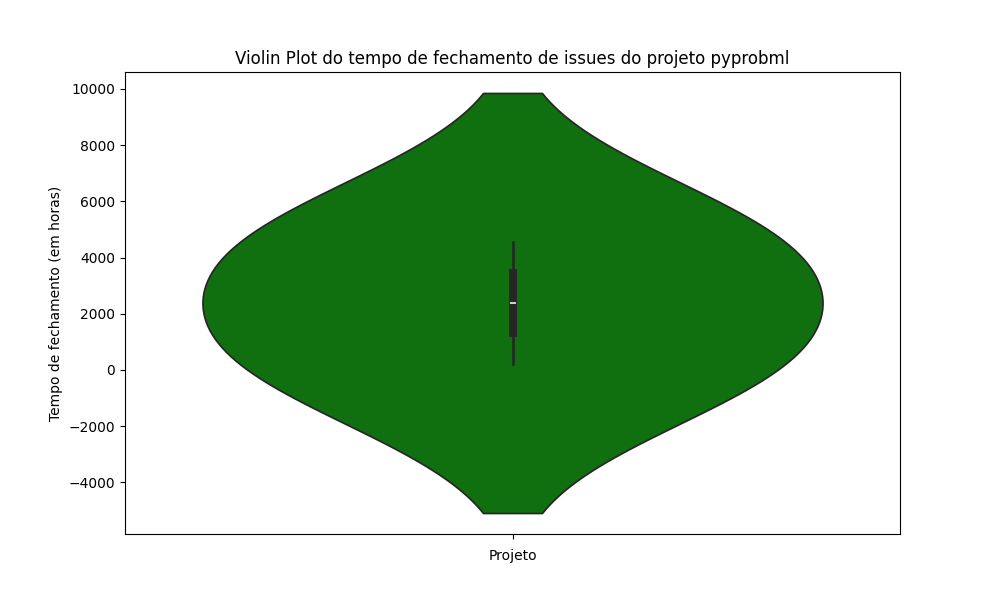 Violin Plot do tempo de fechamento de issues do projeto pyprobml
Tempo de fechamento (em horas)
10000
8000
6000
4000
2000
0
−2000
−4000
Projeto